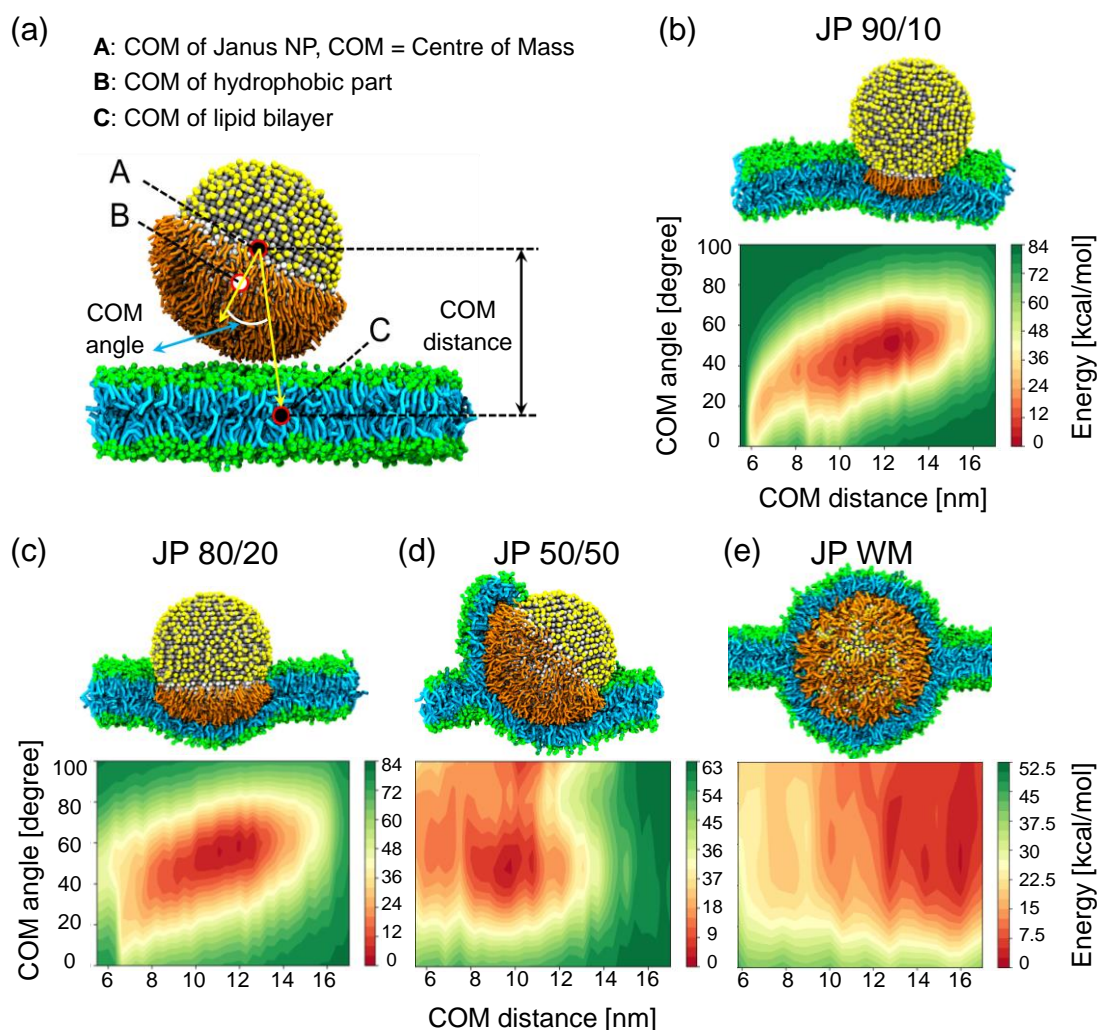 (a)
A: COM of Janus NP, COM = Centre of Mass
B: COM of hydrophobic part
C: COM of lipid bilayer
A
B
COM
angle
C
COM
distance
(b) JP 90/10
COM angle [degree]
100
80
60
40
20
0
6 8 10 12 14 16
COM distance [nm]
84
72
60
48
36
24
12
0
Energy [kcal/mol]
(c) JP 80/20
COM angle [degree]
100
80
60
40
20
0
6 8 10 12 14 16
84
72
60
48
36
24
12
0
(d) JP 50/50
6 8 10 12 14 16
63
54
45
36
37
18
9
0
COM distance [nm]
(e) JP WM
6 8 10 12 14 16
52.5
45
37.5
30
22.5
15
7.5
0
Energy [kcal/mol]